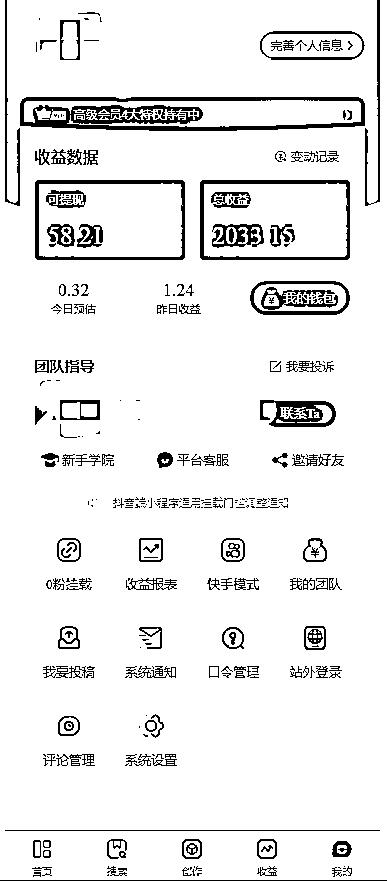 完善个人信息 >
高级会员4大特权持有中
收益数据
变动记录
可提现
总收益
58.21
2033 15
0.32
今日预估
1.24
昨日收益
我的钱包
团队指导
我要投诉
联系Ta
新手学院
平台客服
邀请好友
抖音端小程序通用挂载门槛调整通知
0粉挂载
收益报表
快手模式
我的团队
我要投稿
系统通知
口令管理
站外登录
评论管理
系统设置
首页
搜索
创作
收益
我的